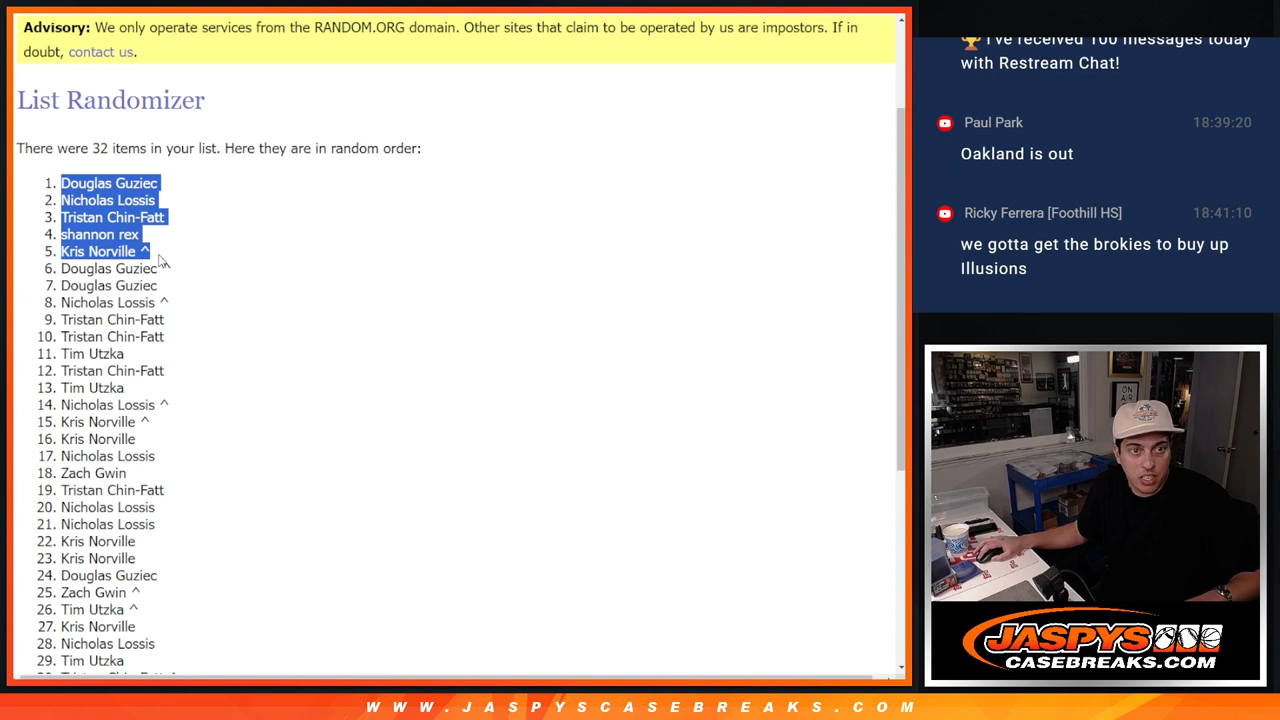 Advisory: We only operate services from the RANDOM.ORG domain. Other sites that claim to be operated by us are impostors. If in
doubt, contact us.
List Randomizer
There were 32 items in your list. Here they are in random order:
1. Douglas Guziec
2. Nicholas Lossis
3. Tristan Chin-Fatt
4. shannon rex
5. Kris Norville ^
6. Douglas Guziec ^
7. Douglas Guziec
8. Nicholas Lossis ^
9. Tristan Chin-Fatt
10. Tristan Chin-Fatt
11. Tim Utzka
12. Tristan Chin-Fatt
13. Tim Utzka
14. Nicholas Lossis ^
15. Kris Norville ^
16. Kris Norville
17. Nicholas Lossis
18. Zach Gwin
19. Tristan Chin-Fatt
20. Nicholas Lossis
21. Nicholas Lossis
22. Kris Norville
23. Kris Norville
24. Douglas Guziec
25. Zach Gwin ^
26. Tim Utzka ^
27. Kris Norville
28. Nicholas Lossis
29. Tim Utzka
🏆 I've received 100 messages today
with Restream Chat!
Paul Park 18:39:20
Oakland is out
Ricky Ferrera [Foothill HS] 18:41:10
we gotta get the brokies to buy up
Illusions
ON
AIR
JASPYS
CASEBREAKS.COM
WWW.JASPYSCASEBREAKS.COM